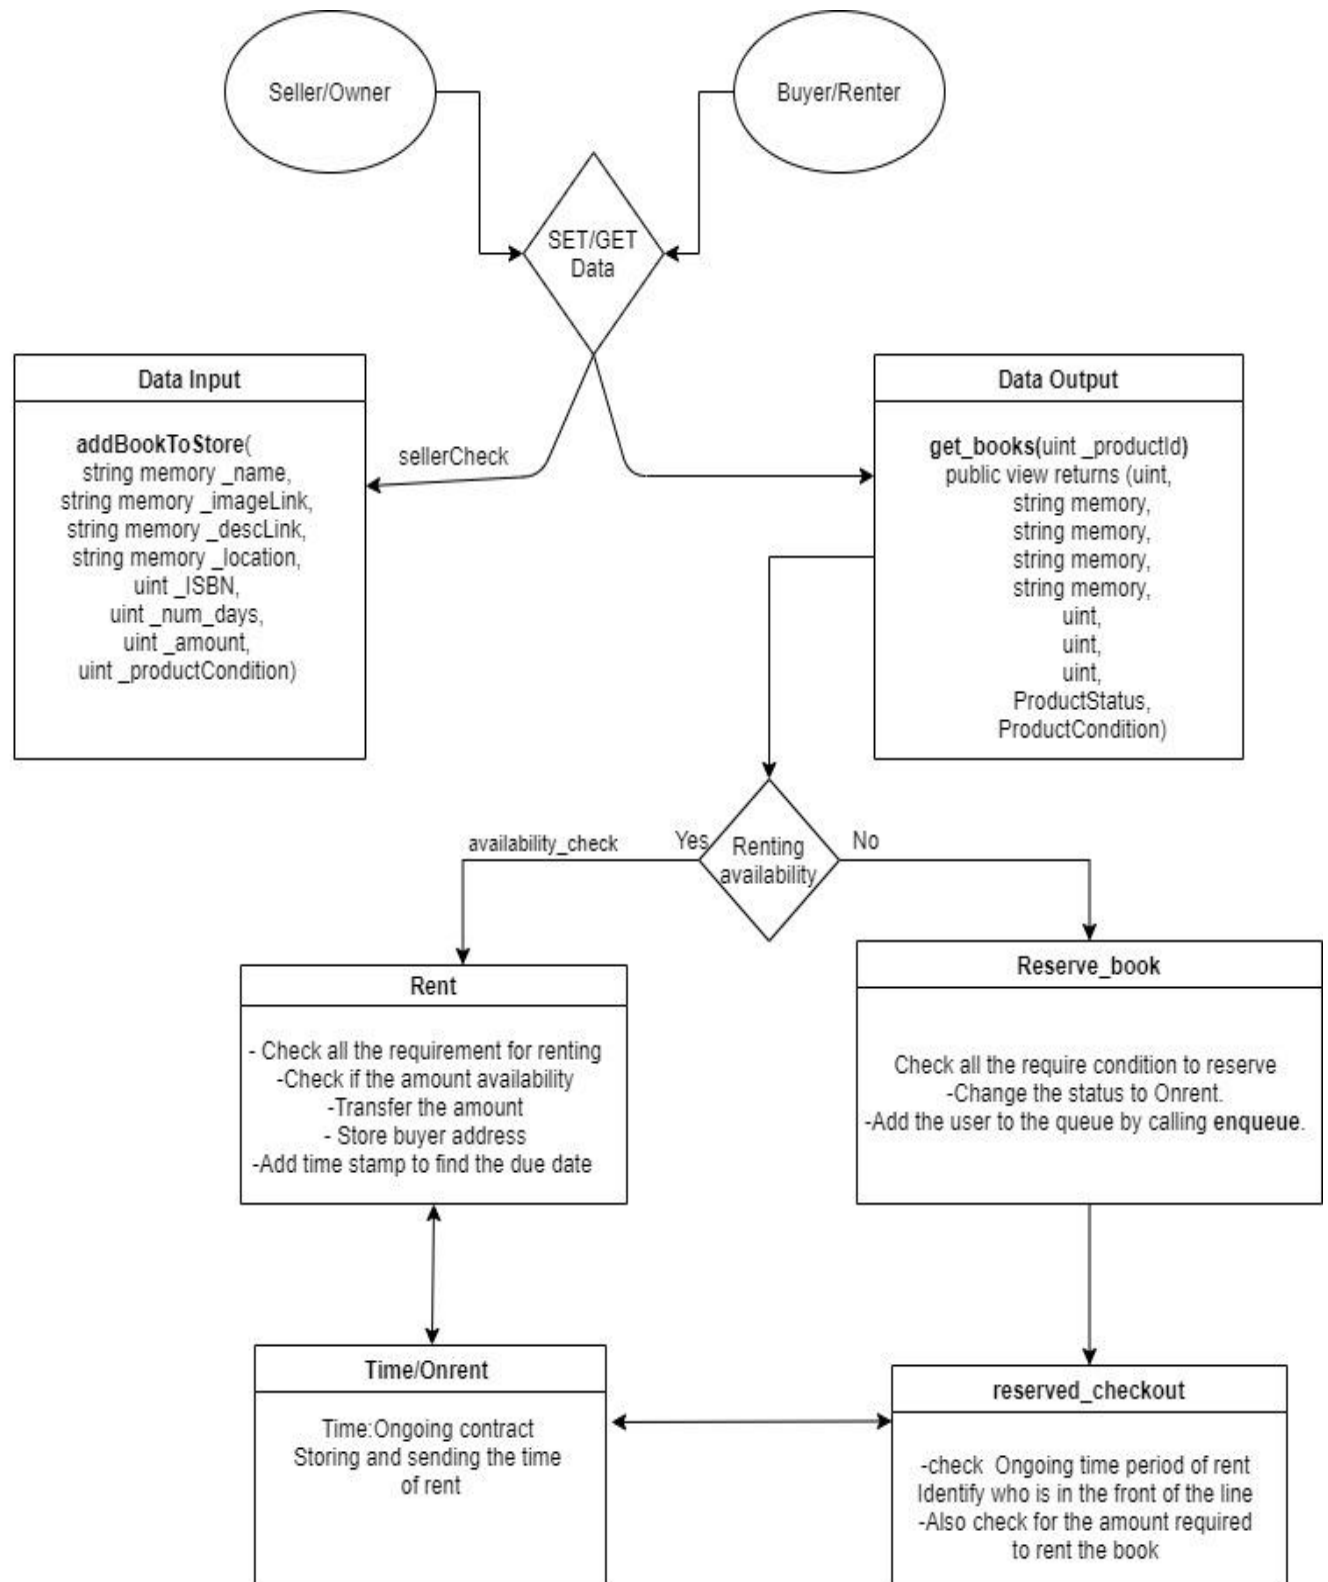 Seller/Owner
Buyer/Renter
SET/GET
Data
Data Input
addBookToStore(
string memory _name,
string memory _imageLink,
string memory _descLink,
string memory _location,
uint _ISBN,
uint _num_days,
uint _amount,
uint _productCondition)
sellerCheck
Data Output
get_books(uint _productId)
public view returns (uint,
string memory,
string memory,
string memory,
string memory,
uint,
uint,
uint,
ProductStatus,
ProductCondition)
availability_check
Yes
Renting
availability
No
Rent
- Check all the requirement for renting
-Check if the amount availability
-Transfer the amount
- Store buyer address
-Add time stamp to find the due date
Reserve_book
Check all the require condition to reserve
-Change the status to Onrent.
-Add the user to the queue by calling enqueue.
Time/Onrent
Time:Ongoing contract
Storing and sending the time
of rent
reserved_checkout
-check Ongoing time period of rent
Identify who is in the front of the line
-Also check for the amount required
to rent the book